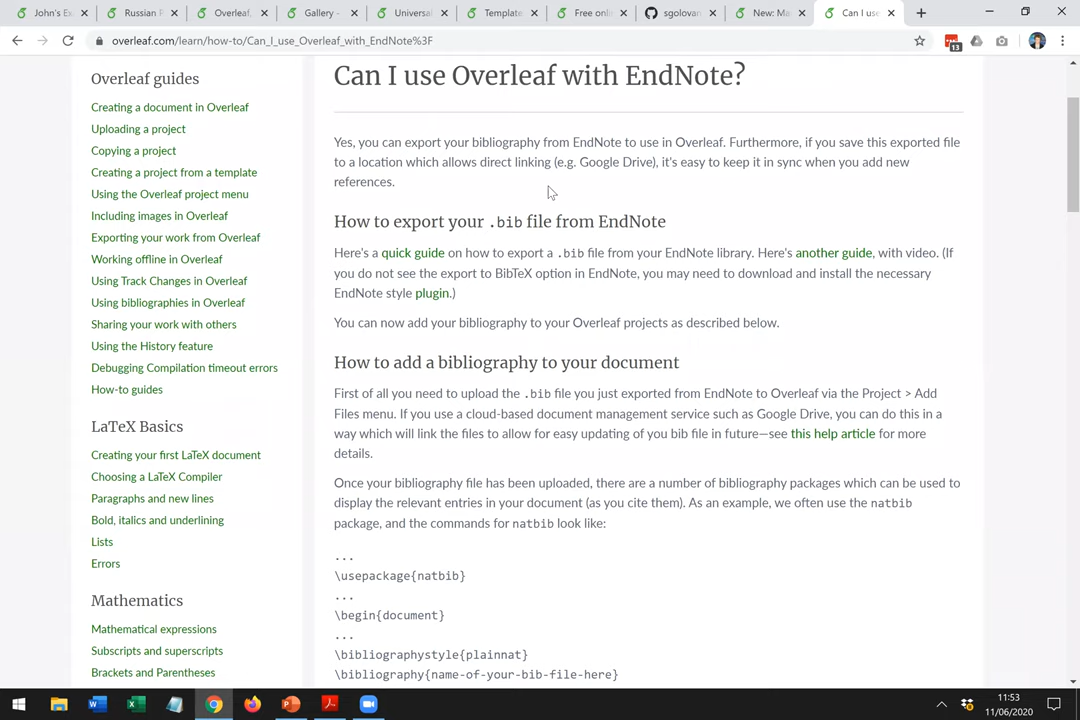 John's Ex
Russian P
Overleaf,
Gallery -
Universa
Template
Free onli
sgolovan
New: Ma
Can I use
overleaf.com/learn/how-to/Can_I_use_Overleaf_with_EndNote%3F
13
Overleaf guides
Creating a document in Overleaf
Uploading a project
Copying a project
Creating a project from a template
Using the Overleaf project menu
Including images in Overleaf
Exporting your work from Overleaf
Working offline in Overleaf
Using Track Changes in Overleaf
Using bibliographies in Overleaf
Sharing your work with others
Using the History feature
Debugging Compilation timeout errors
How-to guides
LaTeX Basics
Creating your first LaTeX document
Choosing a LaTeX Compiler
Paragraphs and new lines
Bold, italics and underlining
Lists
Errors
Mathematics
Mathematical expressions
Subscripts and superscripts
Brackets and Parentheses
Can I use Overleaf with EndNote?
Yes, you can export your bibliography from EndNote to use in Overleaf. Furthermore, if you save this exported file
to a location which allows direct linking (e.g. Google Drive), it's easy to keep it in sync when you add new
references.
How to export your .bib file from EndNote
Here's a quick guide on how to export a .bib file from your EndNote library. Here's another guide, with video. (If
you do not see the export to BibTeX option in EndNote, you may need to download and install the necessary
EndNote style plugin.)
You can now add your bibliography to your Overleaf projects as described below.
How to add a bibliography to your document
First of all you need to upload the .bib file you just exported from EndNote to Overleaf via the Project > Add
Files menu. If you use a cloud-based document management service such as Google Drive, you can do this in a
way which will link the files to allow for easy updating of you bib file in future—see this help article for more
details.
Once your bibliography file has been uploaded, there are a number of bibliography packages which can be used to
display the relevant entries in your document (as you cite them). As an example, we often use the natbib
package, and the commands for natbib look like:
...
\usepackage{natbib}
...
\begin{document}
...
\bibliographystyle{plainnat}
\bibliography{name-of-your-bib-file-here}
11:53
11/06/2020